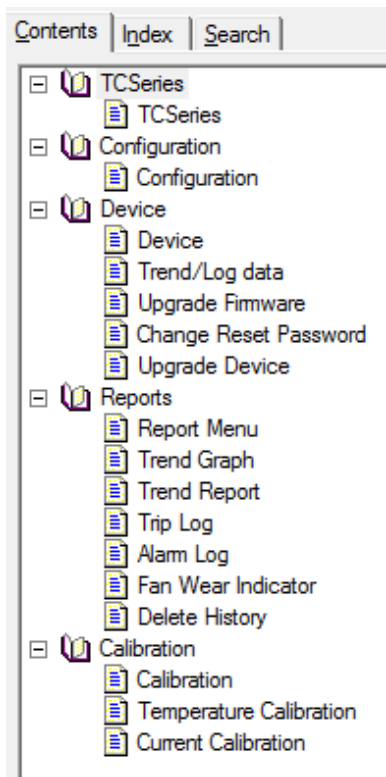 Contents Index Search
TCSeries
TCSeries
Configuration
Configuration
Device
Device
Trend/Log data
Upgrade Firmware
Change Reset Password
Upgrade Device
Reports
Report Menu
Trend Graph
Trend Report
Trip Log
Alarm Log
Fan Wear Indicator
Delete History
Calibration
Calibration
Temperature Calibration
Current Calibration